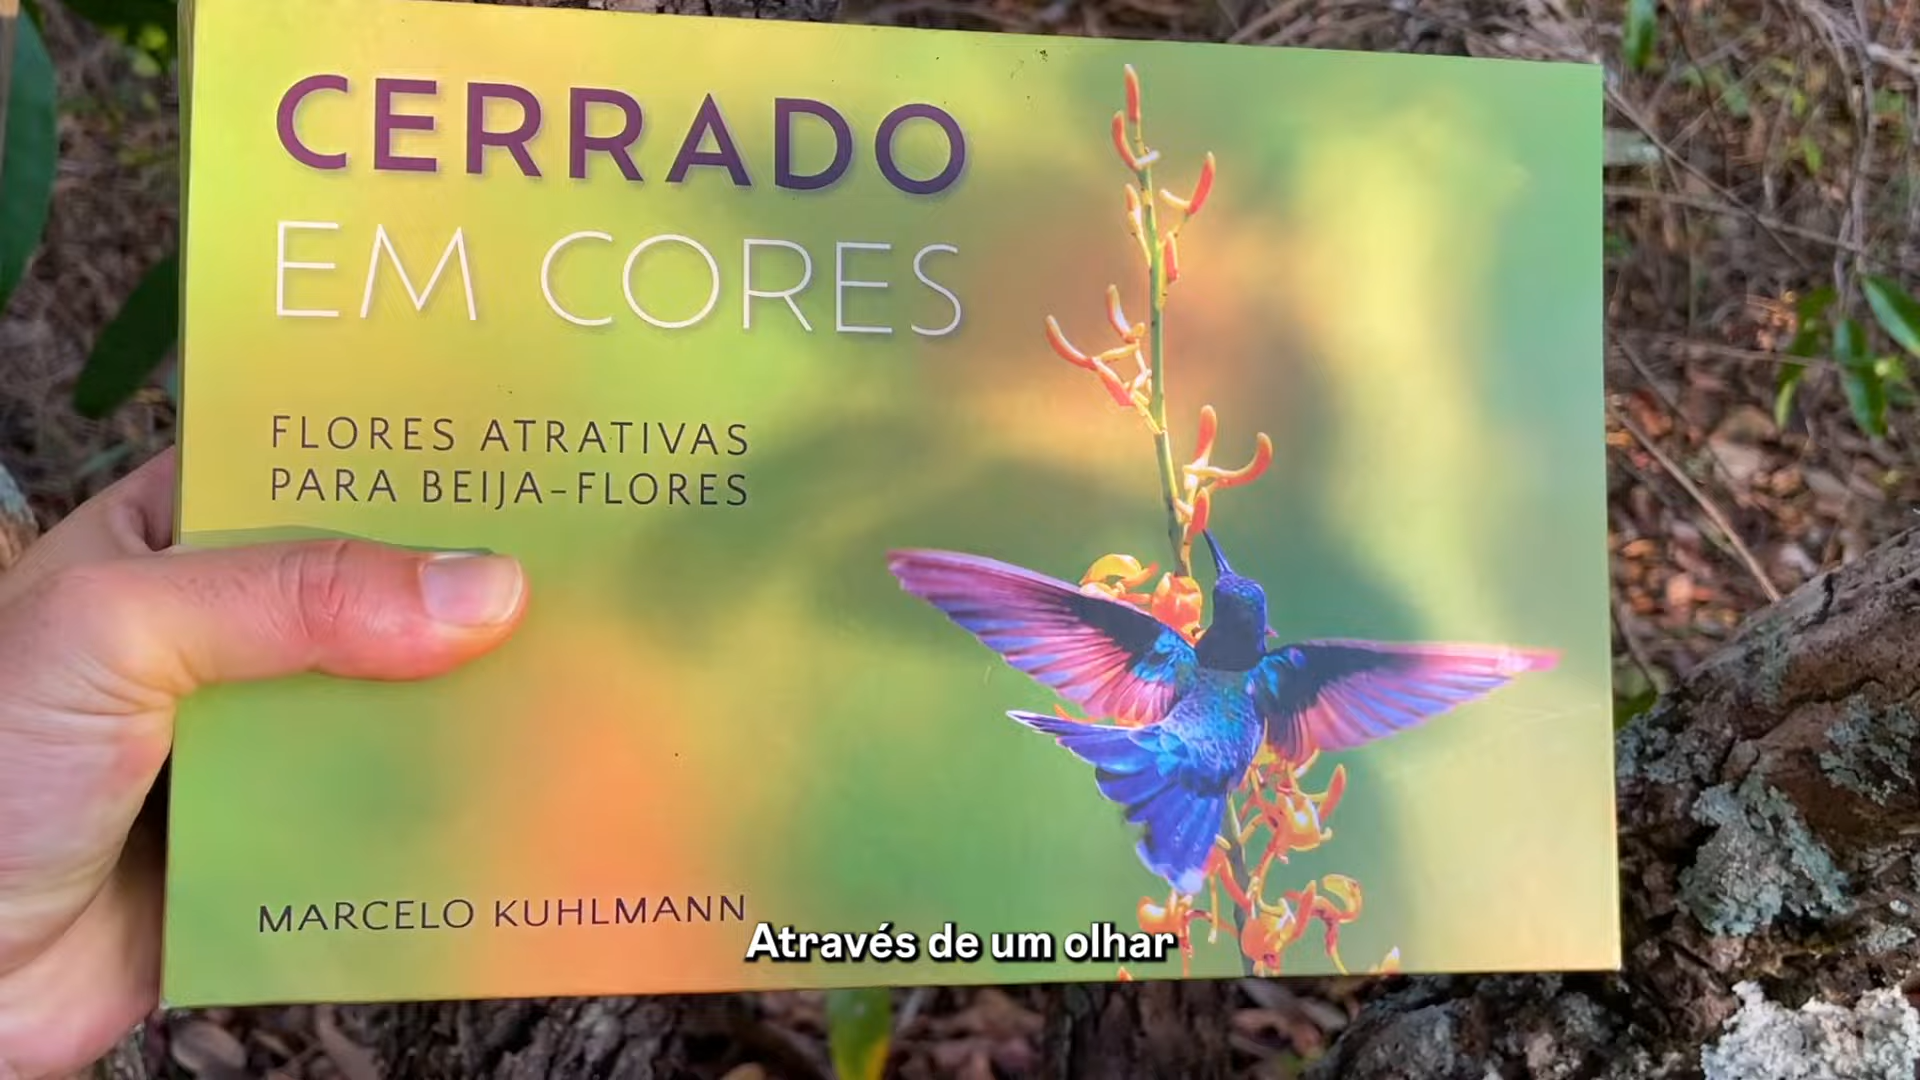 CERRADO
EM CORES
FLORES ATRATIVAS
PARA BEIJA-FLORES
MARCELO KUHLMANN
Através de um olhar